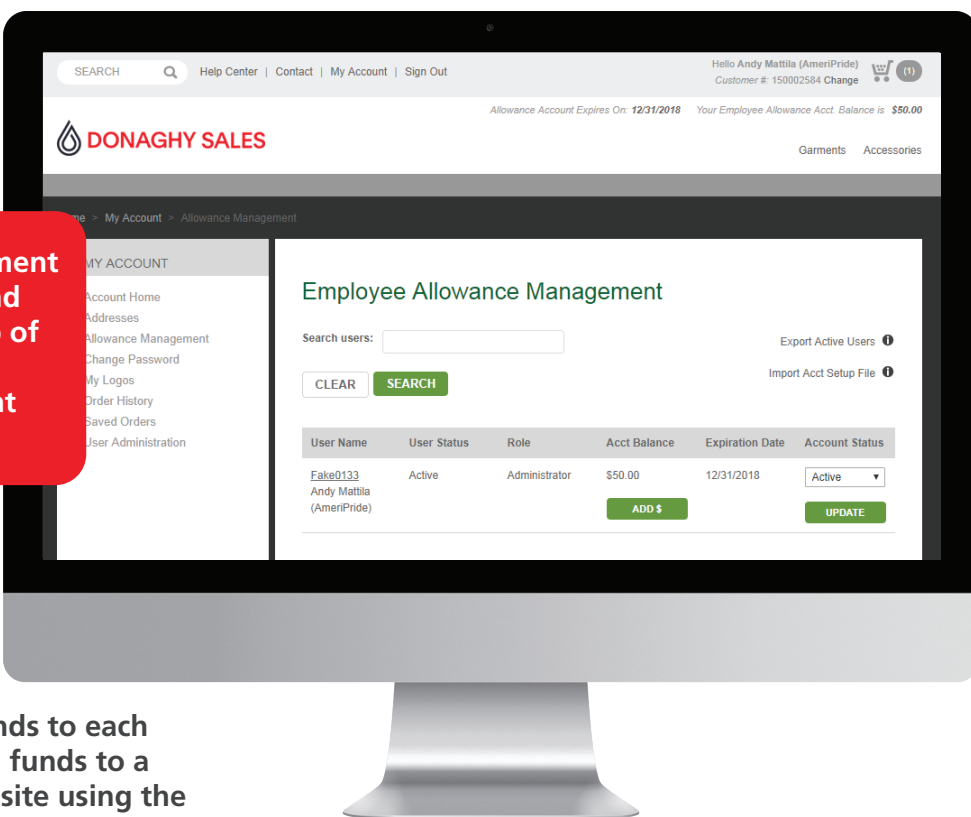 SEARCH Help Center | Contact | My Account | Sign Out
Hello Andy Mattila (AmeriPride)
Customer #: 150002584 Change
(1)
Allowance Account Expires On: 12/31/2018 Your Employee Allowance Acct. Balance is $50.00
DONAGHY SALES
Garments Accessories
me > My Account > Allowance Management
of
MY ACCOUNT
Account Home
Addresses
Allowance Management
Change Password
My Logos
Order History
Saved Orders
User Administration
Employee Allowance Management
Search users:
Export Active Users
CLEAR SEARCH
Import Acct Setup File
User Name User Status Role Acct Balance Expiration Date Account Status
Fake0133 Active Administrator $50.00 12/31/2018 Active
Andy Mattila
(AmeriPride)
ADD $ UPDATE
nds to each
funds to a
site using the